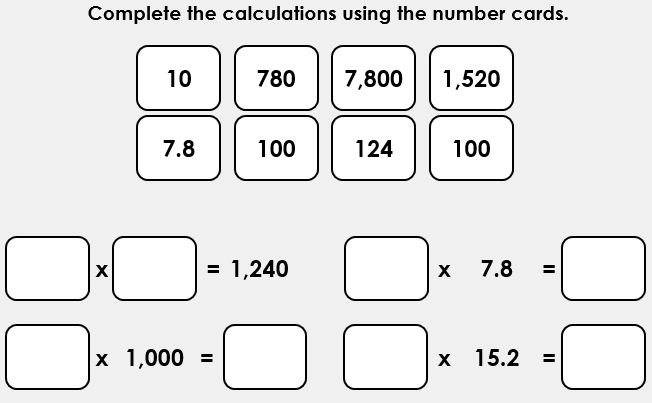 Complete the calculations using the number cards.
10 780 7,800 1,520
7.8 100 124 100
x = 1,240 x 7.8 =
x 1,000 = x 15.2 =